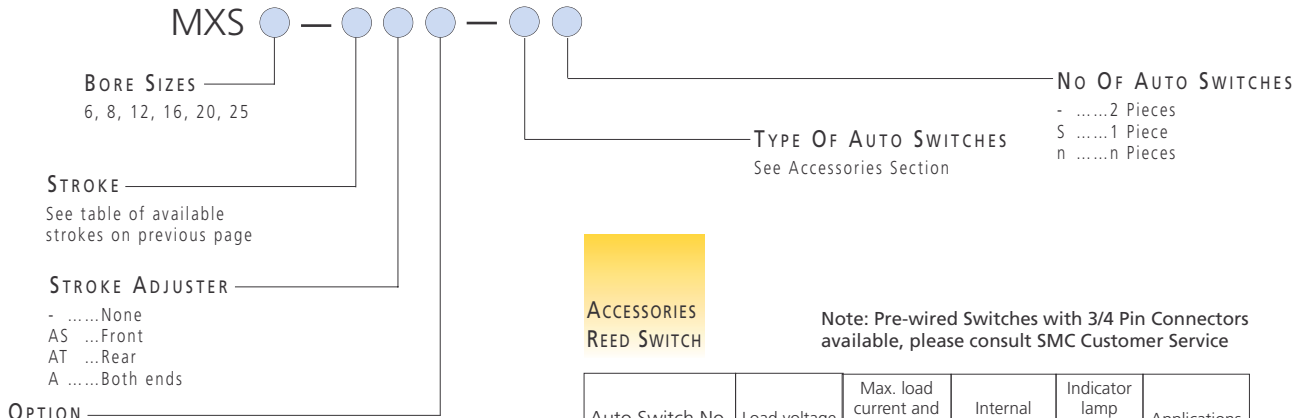 MXS — —
BORE SIZES
6, 8, 12, 16, 20, 25
NO OF AUTO SWITCHES
- ......2 Pieces
S ......1 Piece
n ......n Pieces
TYPE OF AUTO SWITCHES
See Accessories Section
STROKE
See table of available
strokes on previous page
STROKE ADJUSTER
- ......None
AS ...Front
AT ...Rear
A ......Both ends
OPTION
ACCESSORIES
REED SWITCH
Note: Pre-wired Switches with 3/4 Pin Connectors
available, please consult SMC Customer Service
Auto Switch No
Load voltage
Max. load
current and
Internal
Indicator
lamp
Applications